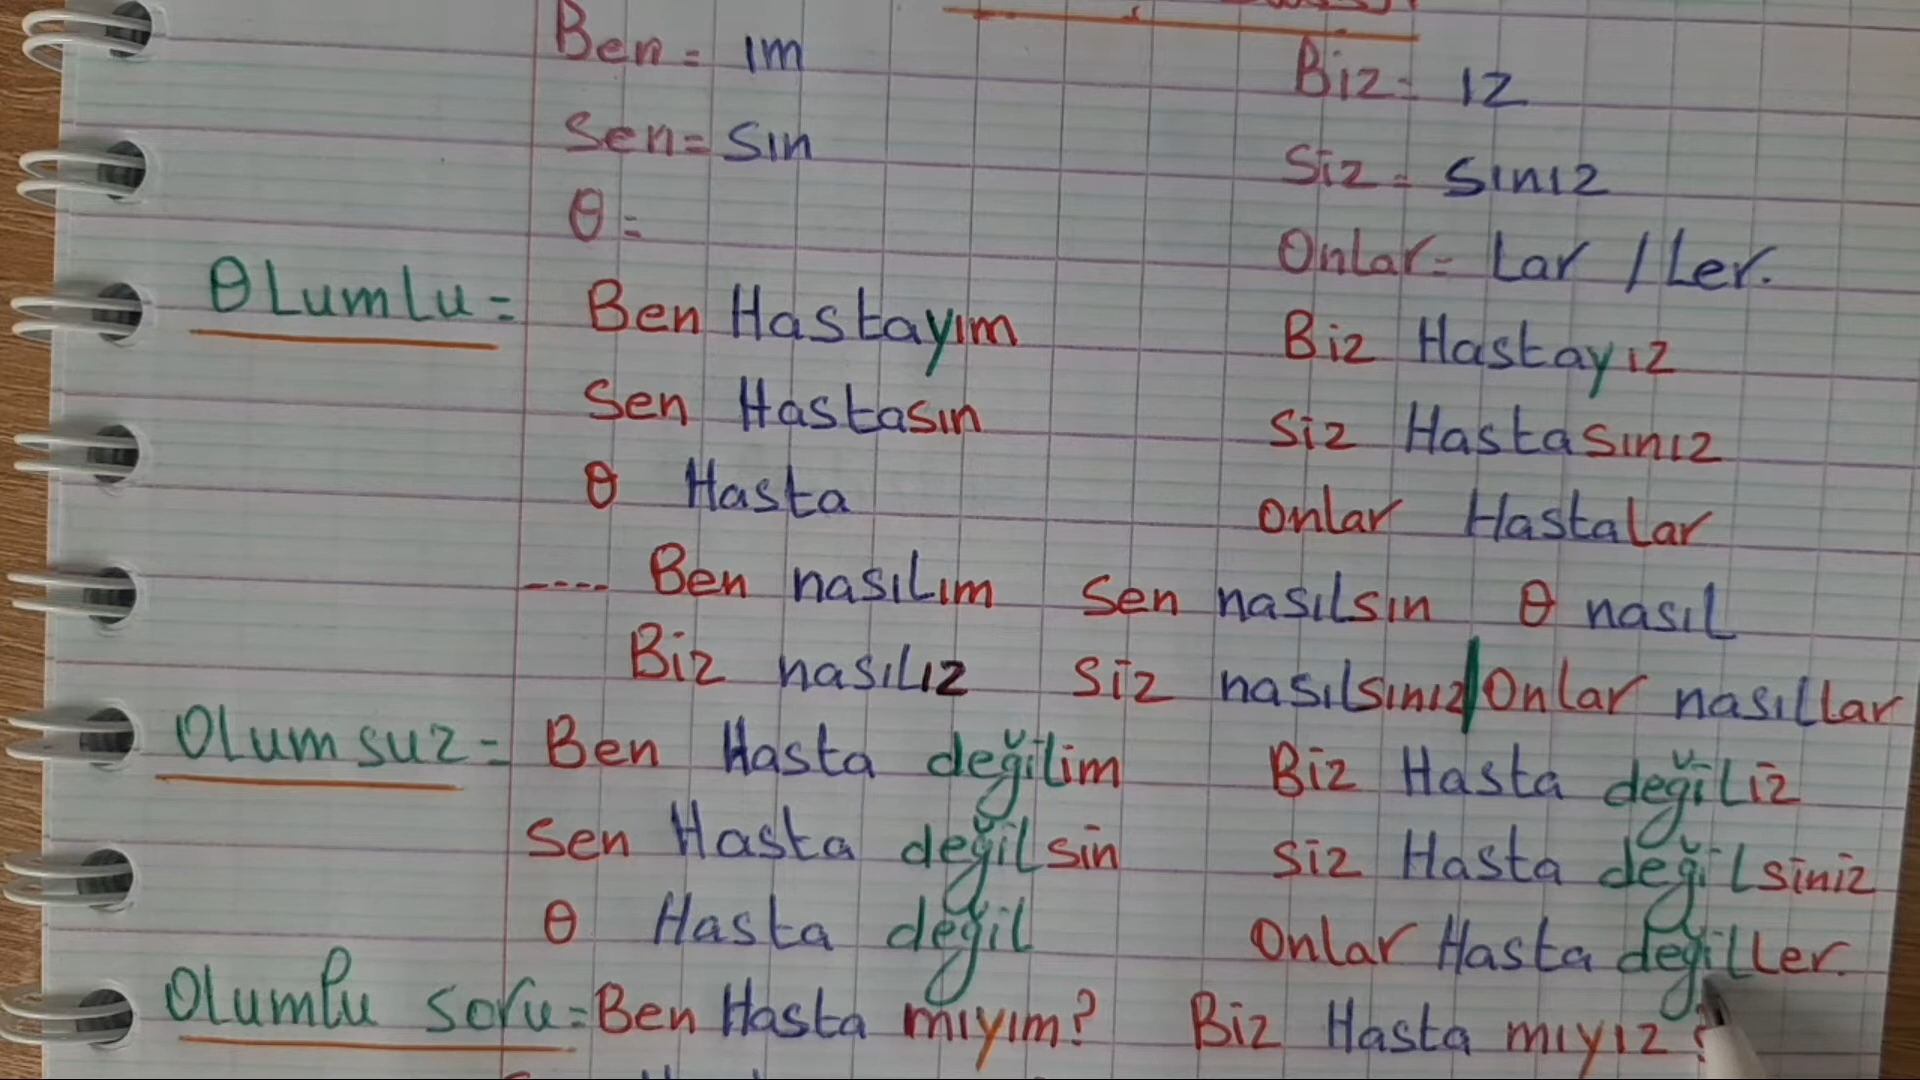 Ben = ım Biz = ız
Sen = Sın Siz = Sınız
θ = Onlar = Lar / Ler.
θLumLu = Ben Hastayım Biz Hastayız
Sen Hastasın Siz Hastasınız
θ Hasta Onlar Hastalar
---- Ben nasılım Sen nasılsın θ nasıl
Biz nasılız Siz nasılsınız | Onlar nasıllar
Olumsuz = Ben Hasta değilim Biz Hasta değiliz
Sen Hasta değilsin Siz Hasta değilsiniz
θ Hasta değil Onlar Hasta değiller.
Olumlu soru = Ben Hasta mıyım? Biz Hasta mıyız ?